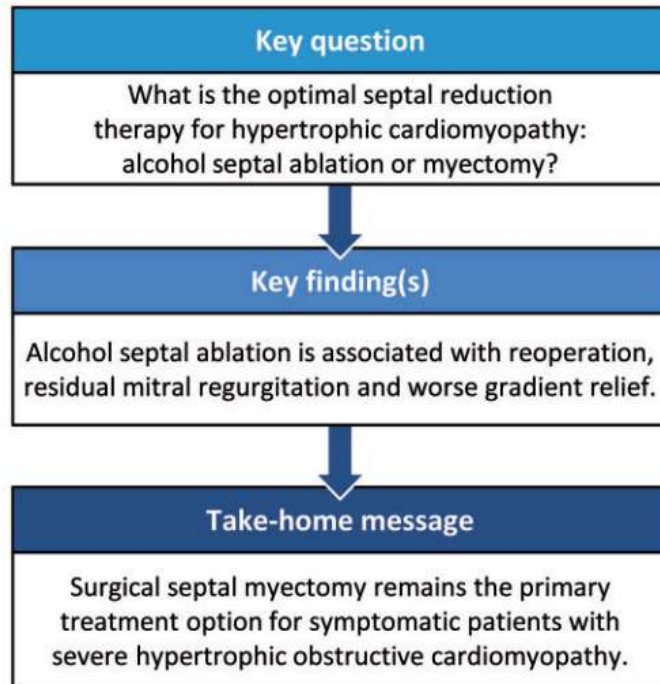 Key question
What is the optimal septal reduction
therapy for hypertrophic cardiomyopathy:
alcohol septal ablation or myectomy?
Key finding(s)
Alcohol septal ablation is associated with reoperation,
residual mitral regurgitation and worse gradient relief.
Take-home message
Surgical septal myectomy remains the primary
treatment option for symptomatic patients with
severe hypertrophic obstructive cardiomyopathy.